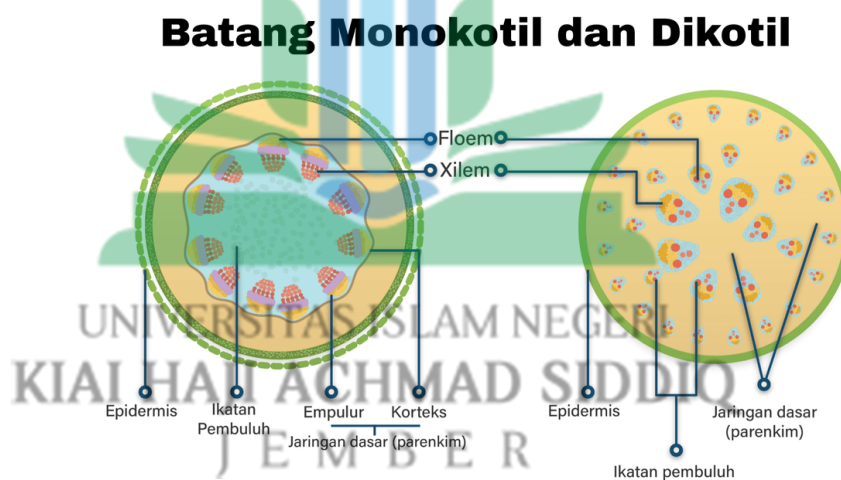 Batang Monokotil dan Dikotil
Floem
Xilem
UNIVERSITAS ISLAM NEGERI
KIAI HAJI ACHMAD SIDDIQ
JEMBER
Epidermis
Ikatan
Pembuluh
Empulur
Korteks
Jaringan dasar (parenkim)
Epidermis
Jaringan dasar
(parenkim)
Ikatan pembuluh